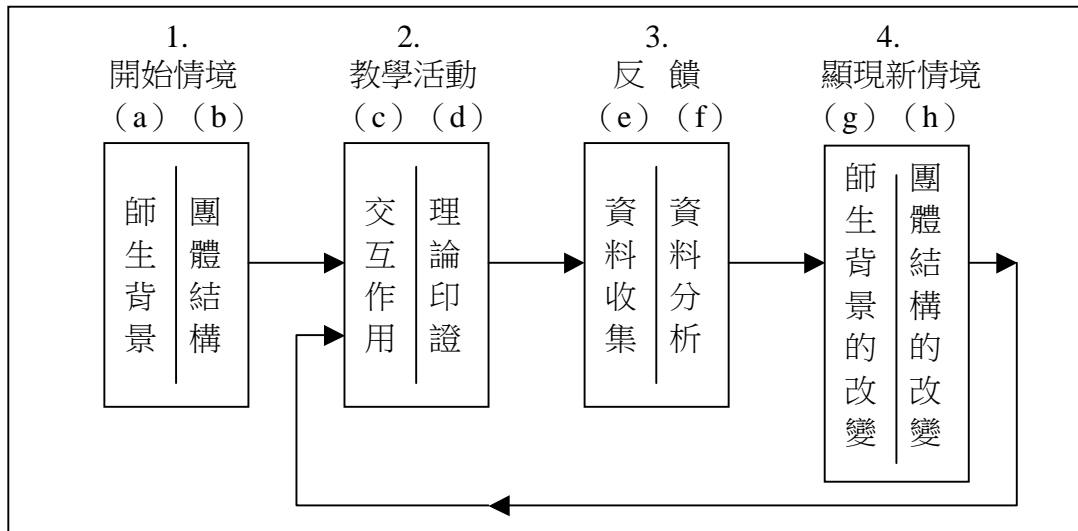 1.
開始情境
（a）（b）
師生背景
團體結構
2.
教學活動
（c）（d）
交互作用
理論印證
3.
反 饋
（e）（f）
資料收集
資料分析
4.
顯現新情境
（g）（h）
師生背景的改變
團體結構的改變